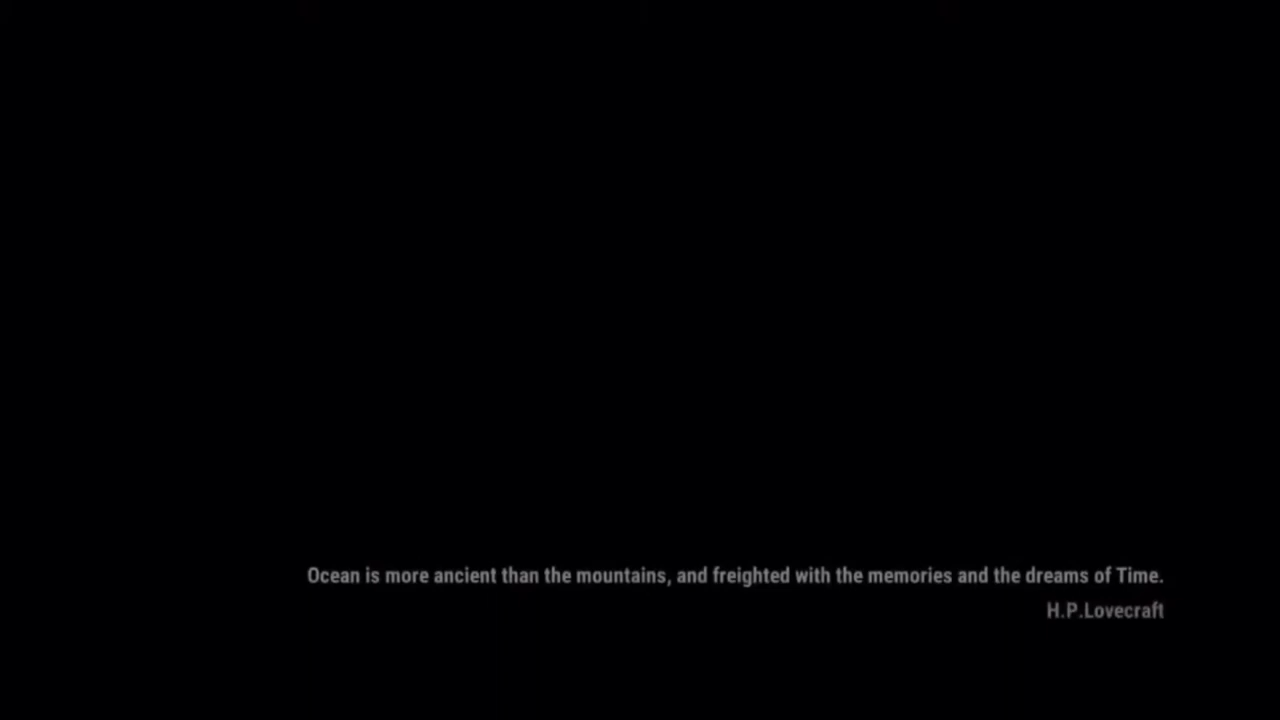 Ocean is more ancient than the mountains, and freighted with the memories and the dreams of Time.
H.P.Lovecraft